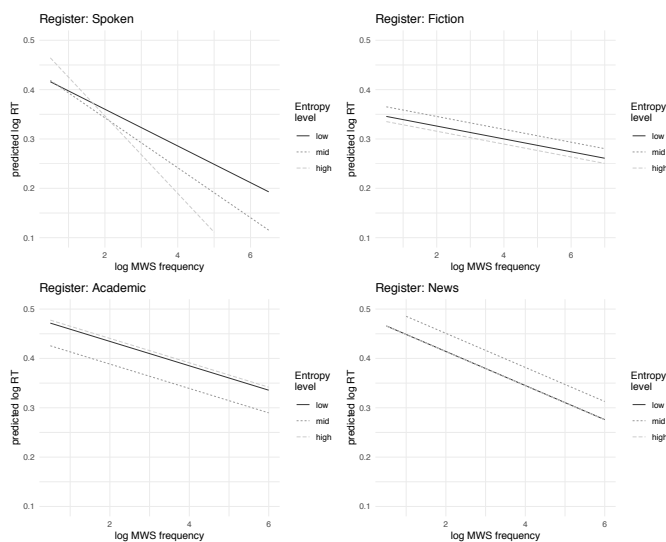 Register: Spoken
0.5
0.4
0.3
0.2
0.1
predicted log RT
2
4
6
log MWS frequency
Entropy
level
low
mid
high
Register: Fiction
0.5
0.4
0.3
0.2
0.1
predicted log RT
2
4
6
log MWS frequency
Entropy
level
low
mid
high
Register: Academic
0.5
0.4
0.3
0.2
0.1
predicted log RT
2
4
6
log MWS frequency
Entropy
level
low
mid
high
Register: News
0.5
0.4
0.3
0.2
0.1
predicted log RT
2
4
6
log MWS frequency
Entropy
level
low
mid
high